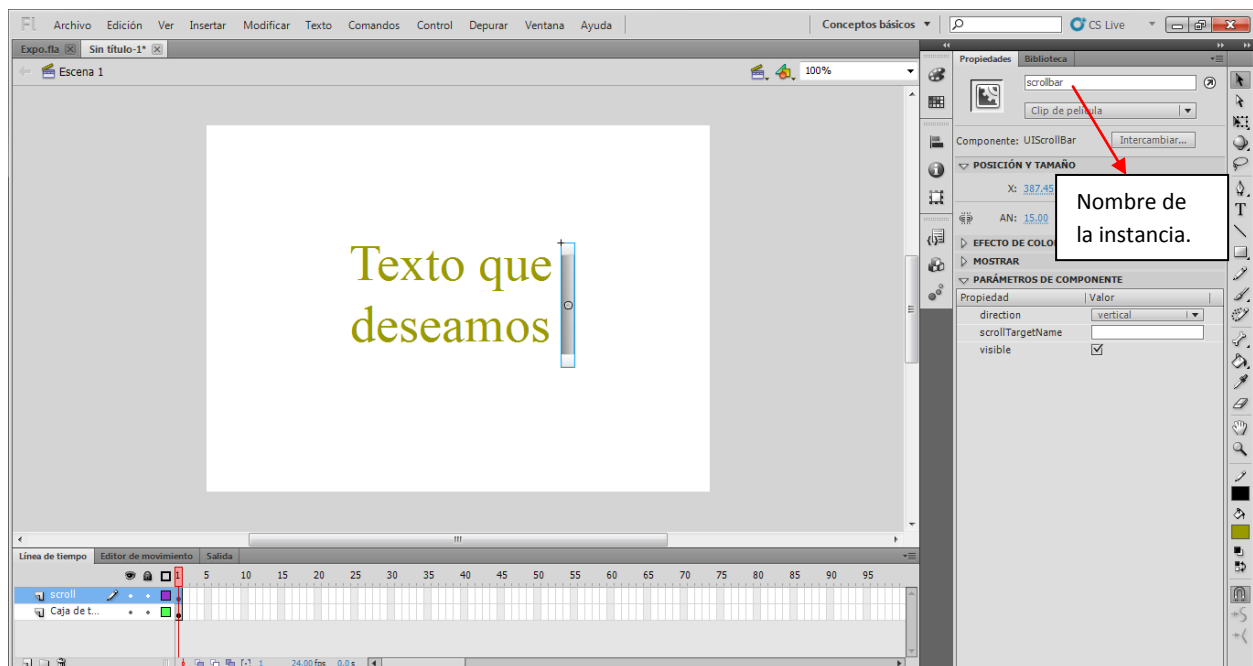 Fl Archivo Edición Ver Insertar Modificar Texto Comandos Control Depurar Ventana Ayuda Conceptos básicos CS Live
Expo.fla Sin título-1*
Escena 1 100%
Propiedades Biblioteca
scrollbar
Clip de película
Componente: UIScrollBar Intercambiar...
POSICIÓN Y TAMAÑO
X: 387.45
AN: 15.00
Nombre de
la instancia.
EFECTO DE COLO
MOSTRAR
PARÁMETROS DE COMPONENTE
Propiedad Valor
direction vertical
scrollTargetName
visible
Texto que
deseamos
Línea de tiempo Editor de movimiento Salida
1 5 10 15 20 25 30 35 40 45 50 55 60 65 70 75 80 85 90 95
scroll
Caja de t...
1 24.00 fps 0.0 s